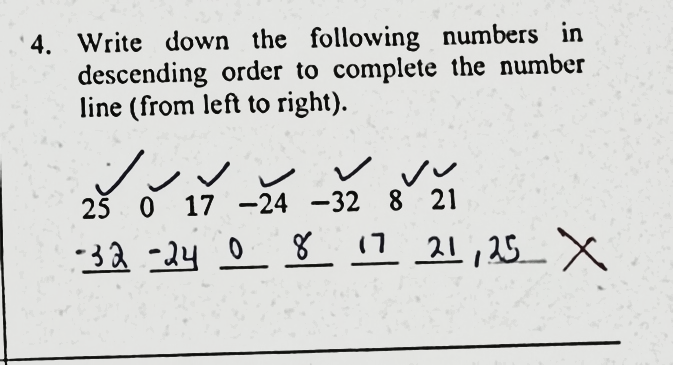 4. Write down the following numbers in
descending order to complete the number
line (from left to right).
25 0 17 -24 -32 8 21
-32 -24 0 8 17 21, 25